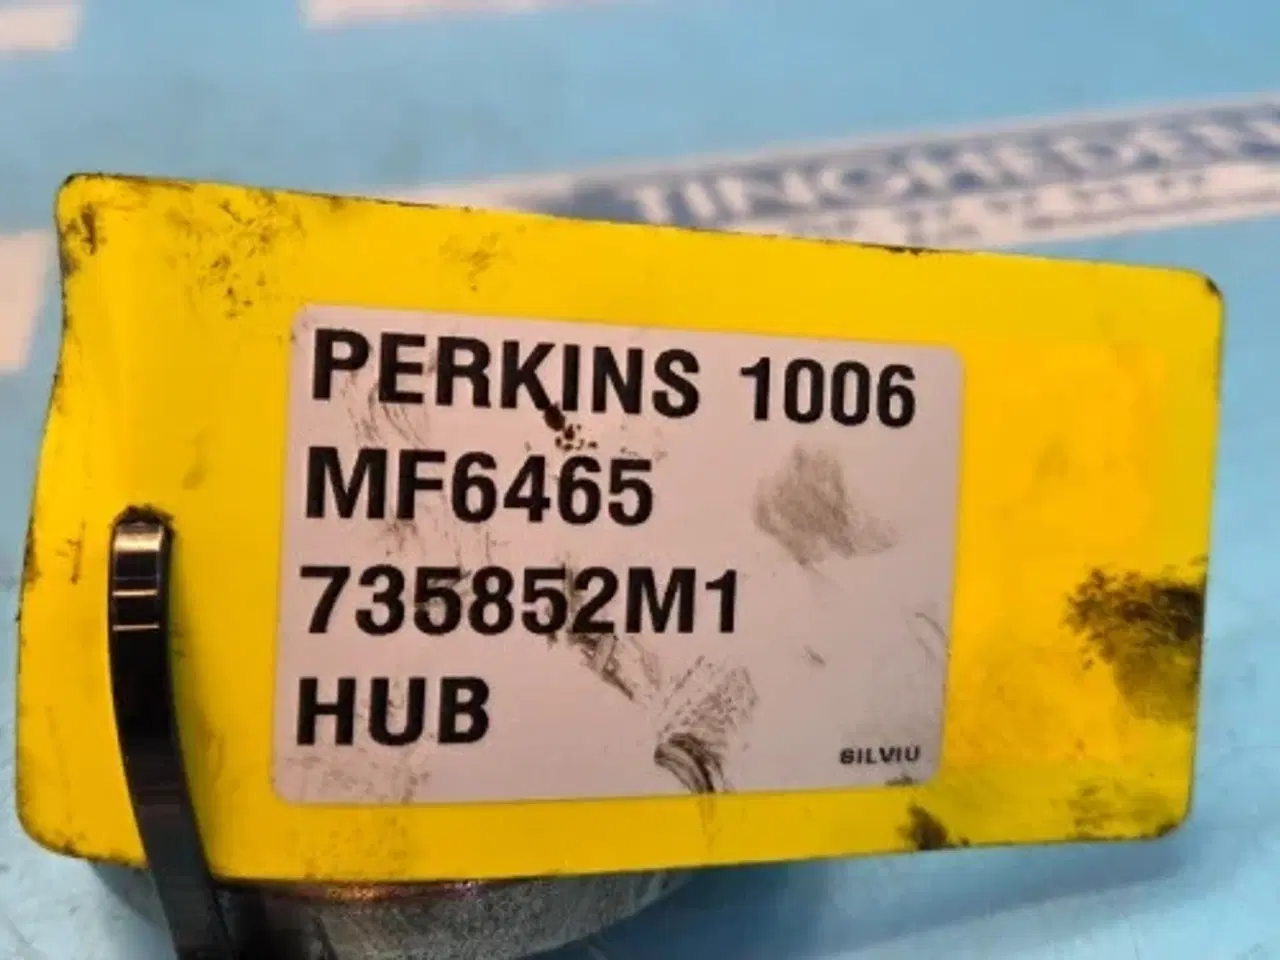 PERKINS 1006
MF6465
735852M1
HUB
SILVIU